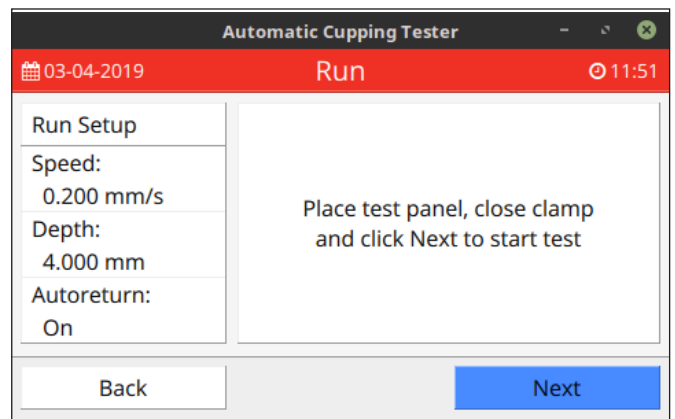 Automatic Cupping Tester
03-04-2019 Run 11:51
Run Setup
Speed:
0.200 mm/s
Depth:
4.000 mm
Autoreturn:
On
Place test panel, close clamp
and click Next to start test
Back Next